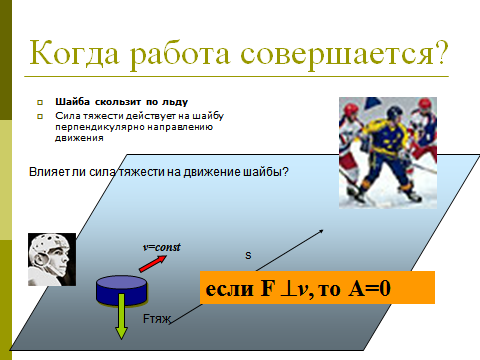 Когда работа совершается?
Шайба скользит по льду
Сила тяжести действует на шайбу
перпендикулярно направлению
движения
Влияет ли сила тяжести на движение шайбы?
v=const
s
если F ⊥v, то A=0
Fтяж